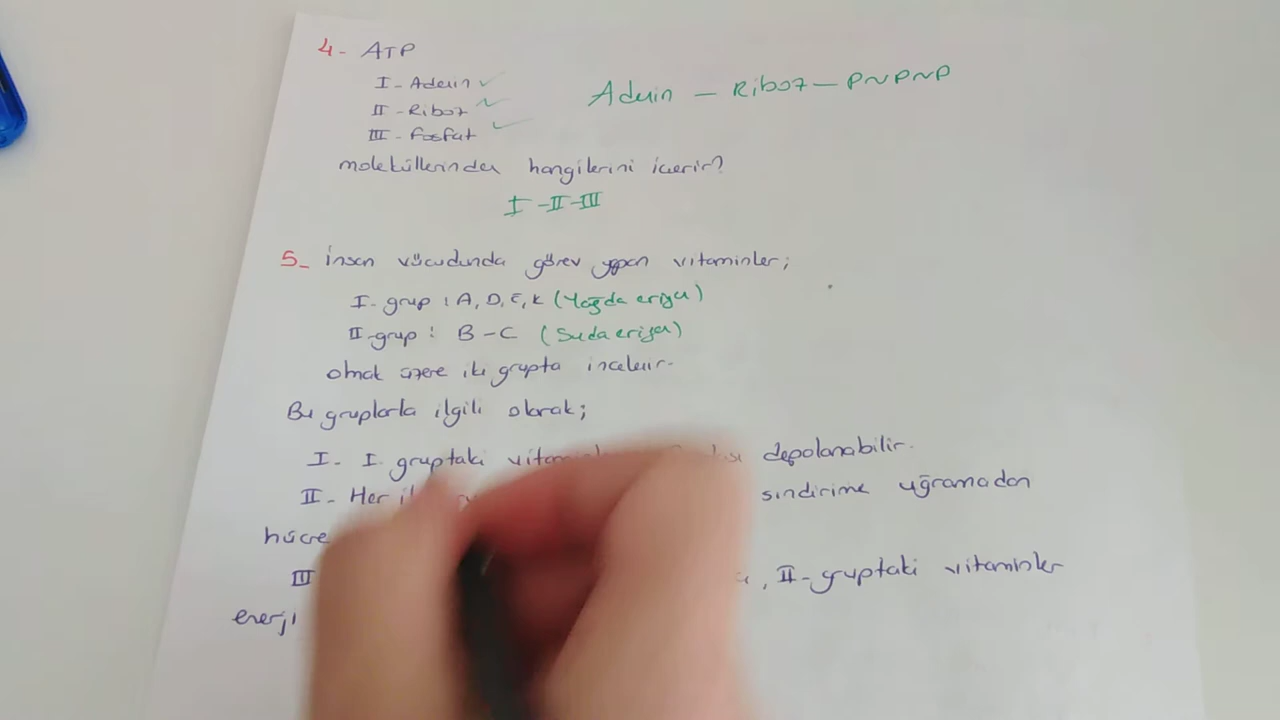 4- ATP
I- Adenin ✓ Adenin — Riboz — P~P~P
II- Riboz ✓
III- Fosfat ✓
moleküllerinden hangilerini içerir?
I-II-III
5- İnsan vücudunda görev yapan vitaminler;
I- grup : A, D, E, K (Yağda eriyen)
II- grup : B - C (Suda eriyen)
olmak üzere iki grupta incelenir.
Bu gruplarla ilgili olarak;
I- I. gruptaki depolanabilir.
II- Her sindirime uğramadan
hücre
III , II- gruptaki vitaminler
enerji